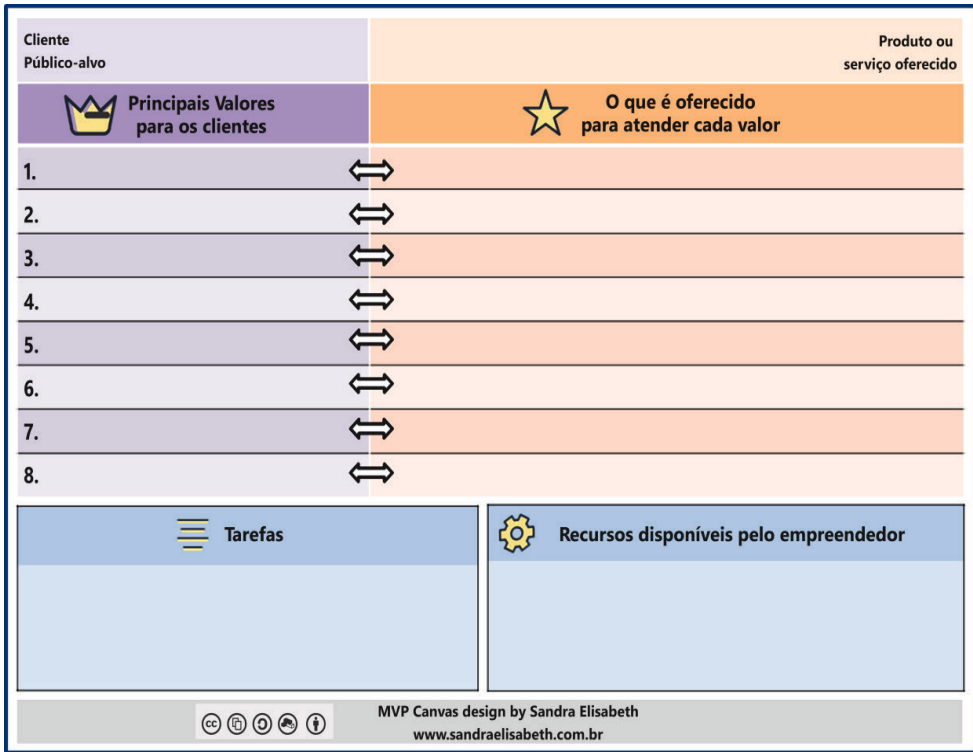 Cliente
Público-alvo
Produto ou
serviço oferecido
Principais Valores
para os clientes
O que é oferecido
para atender cada valor
1.
2.
3.
4.
5.
6.
7.
8.
Tarefas
Recursos disponíveis pelo empreendedor
cc
MVP Canvas design by Sandra Elisabeth
www.sandraelisabeth.com.br